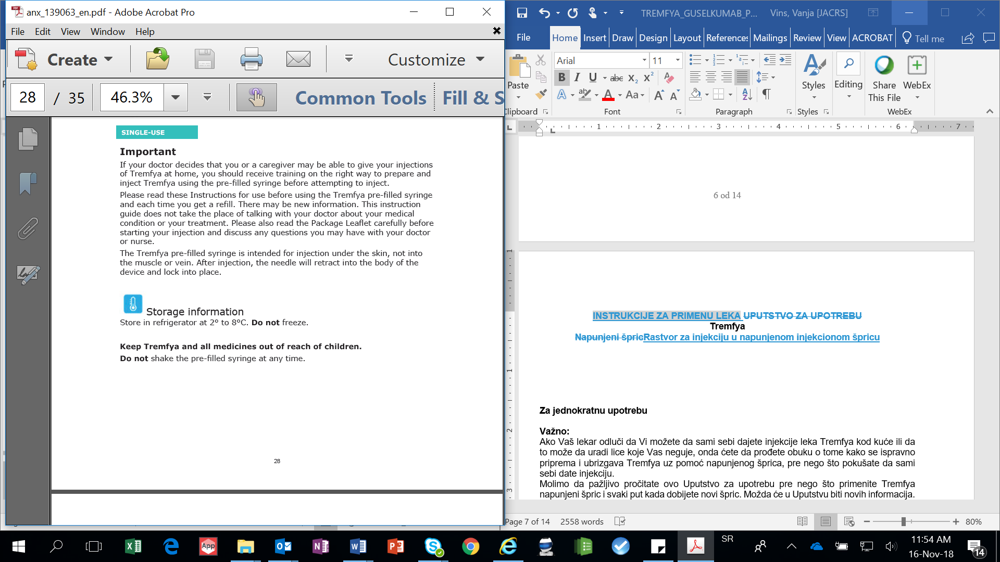 anx_139063_en.pdf - Adobe Acrobat Pro
File Edit View Window Help
Create
Customize
28 / 35 46.3%
Common Tools
Fill & S
SINGLE-USE
Important
If your doctor decides that you or a caregiver may be able to give your injections
of Tremfya at home, you should receive training on the right way to prepare and
inject Tremfya using the pre-filled syringe before attempting to inject.
Please read these Instructions for use before using the Tremfya pre-filled syringe
and each time you get a refill. There may be new information. This instruction
guide does not take the place of talking with your doctor about your medical
condition or your treatment. Please also read the Package Leaflet carefully before
starting your injection and discuss any questions you may have with your doctor
or nurse.
The Tremfya pre-filled syringe is intended for injection under the skin, not into
the muscle or vein. After injection, the needle will retract into the body of the
device and lock into place.
Storage information
Store in refrigerator at 2º to 8ºC. Do not freeze.
Keep Tremfya and all medicines out of reach of children.
Do not shake the pre-filled syringe at any time.
28
TREMFYA_GUSELKUMAB_P... Vins, Vanja [JACRS]
File Home Insert Draw Design Layout References Mailings Review View ACROBAT Tell me
Arial 11
Paste
Styles
Editing
Share
This File
WebEx
Clipboard Font Paragraph Styles WebEx
1 2 3 4 5 6 7
6 od 14
INSTRUKCIJE ZA PRIMENU LEKA UPUTSTVO ZA UPOTREBU
Tremfya
Napunjeni špricRastvor za injekciju u napunjenom injekcionom špricu
Za jednokratnu upotrebu
Važno:
Ako Vaš lekar odluči da Vi možete da sami sebi dajete injekcije leka Tremfya kod kuće ili da
to može da uradi lice koje Vas neguje, onda ćete da prođete obuku o tome kako se ispravno
priprema i ubrizgava Tremfya uz pomoć napunjenog šprica, pre nego što pokušate da sami
sebi date injekciju.
Molimo da pažljivo pročitate ovo Uputstvo za upotrebu pre nego što primenite Tremfya
napunjeni špric i svaki put kada dobijete novi špric. Možda će u Uputstvu biti novih informacija.
Page 7 of 14 2558 words
80%
SR
11:54 AM
16-Nov-18
14